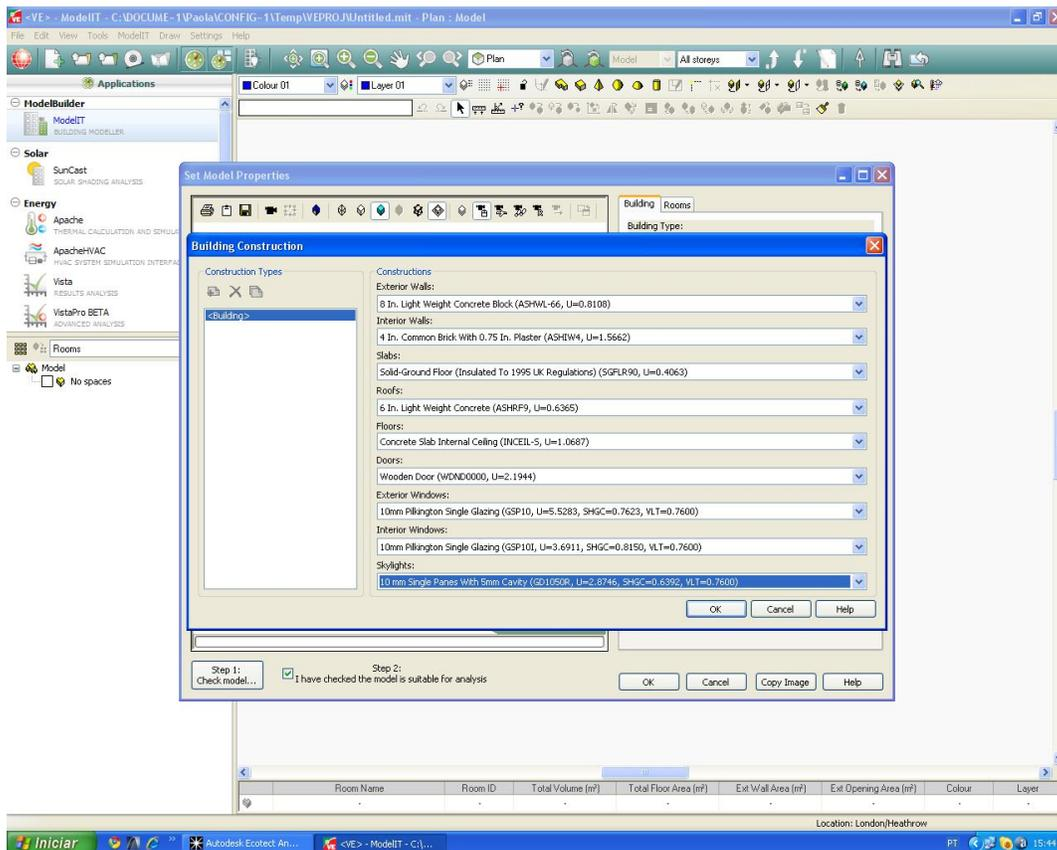 <VE> - ModelIT - C:\DOCUME~1\Paola\CONFIG~1\Temp\VEPROJ\Untitled.mit - Plan : Model
File Edit View Tools ModelIT Draw Settings Help
Plan Model All storeys
Applications
Colour 01 Layer 01
ModelBuilder
ModelIT
BUILDING MODELLER
Solar
SunCast
SOLAR SHADING ANALYSIS
Energy
Apache
THERMAL CALCULATION AND SIMULA
ApacheHVAC
HVAC SYSTEM SIMULATION INTERFA
Vista
RESULTS ANALYSIS
VistaPro BETA
ADVANCED ANALYSIS
Rooms
Model
No spaces
Set Model Properties
Building Rooms
Building Type:
Building Construction
Construction Types
<Building>
Constructions
Exterior Walls:
8 In. Light Weight Concrete Block (ASHWL-66, U=0.8108)
Interior Walls:
4 In. Common Brick With 0.75 In. Plaster (ASHIW4, U=1.5662)
Slabs:
Solid-Ground Floor (Insulated To 1995 UK Regulations) (SGFLR90, U=0.4063)
Roofs:
6 In. Light Weight Concrete (ASHRF9, U=0.6365)
Floors:
Concrete Slab Internal Ceiling (INCEIL-S, U=1.0687)
Doors:
Wooden Door (WDND0000, U=2.1944)
Exterior Windows:
10mm Pilkington Single Glazing (GSP10, U=5.5283, SHGC=0.7623, VLT=0.7600)
Interior Windows:
10mm Pilkington Single Glazing (GSP10I, U=3.6911, SHGC=0.8150, VLT=0.7600)
Skylights:
10 mm Single Panes With 5mm Cavity (GD1050R, U=2.8746, SHGC=0.6392, VLT=0.7600)
OK Cancel Help
Step 1:
Check model...
Step 2:
I have checked the model is suitable for analysis
OK Cancel Copy Image Help
Room Name Room ID Total Volume (m³) Total Floor Area (m²) Ext Wall Area (m²) Ext Opening Area (m²) Colour Layer
Location: London/Heathrow
Iniciar Autodesk Ecotect An... <VE> - ModelIT - C:\... PT 15:44